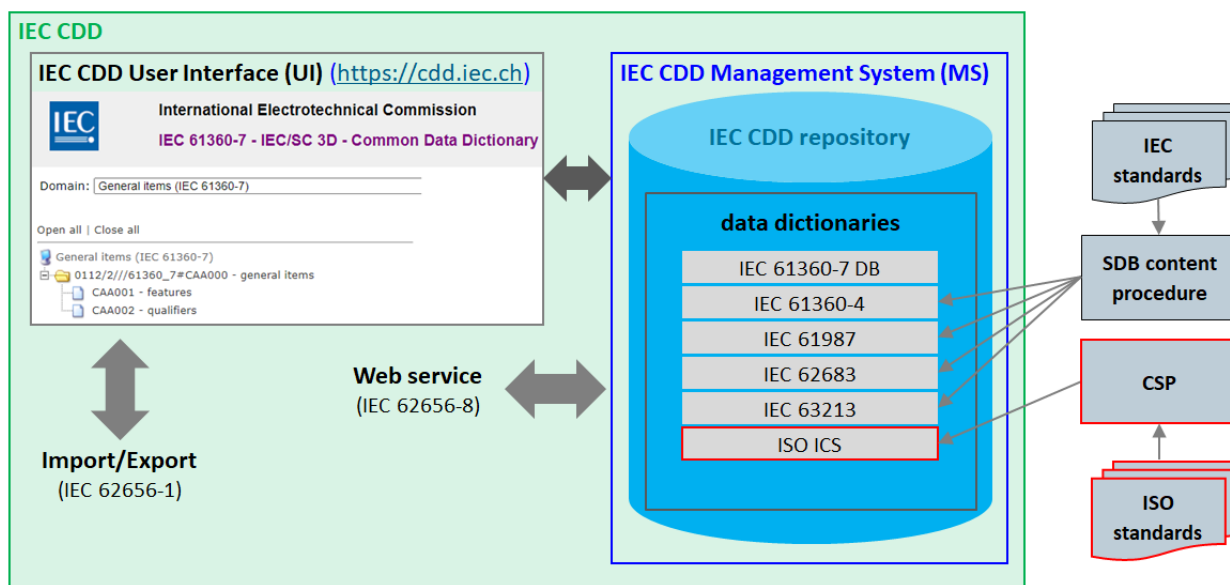 IEC CDD
IEC CDD User Interface (UI) (https://cdd.iec.ch)
IEC
International Electrotechnical Commission
IEC 61360-7 - IEC/SC 3D - Common Data Dictionary
Domain: General items (IEC 61360-7)
Open all | Close all
General items (IEC 61360-7)
0112/2///61360_7#CAA000 - general items
CAA001 - features
CAA002 - qualifiers
Import/Export
(IEC 62656-1)
Web service
(IEC 62656-8)
IEC CDD Management System (MS)
IEC CDD repository
data dictionaries
IEC 61360-7 DB
IEC 61360-4
IEC 61987
IEC 62683
IEC 63213
ISO ICS
IEC
standards
SDB content
procedure
CSP
ISO
standards